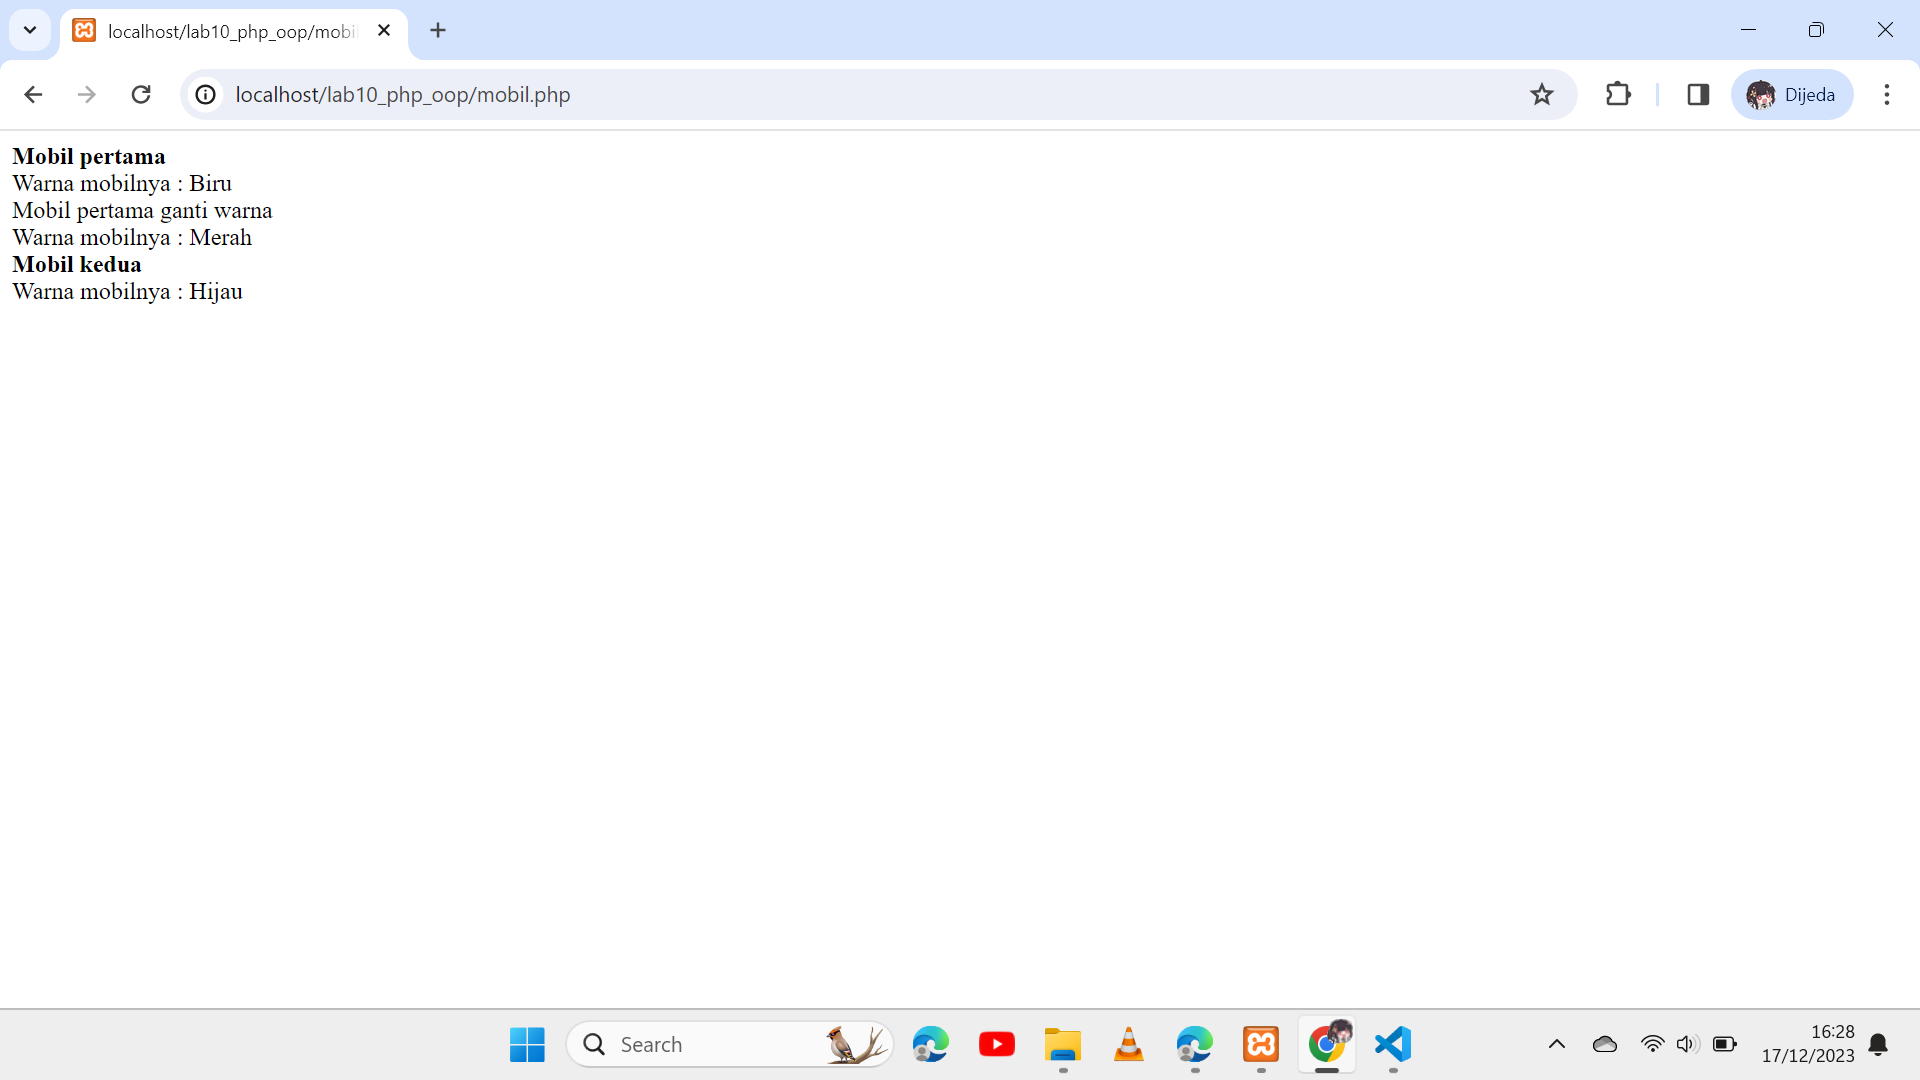 localhost/lab10_php_oop/mobil
localhost/lab10_php_oop/mobil.php
Dijeda
Mobil pertama
Warna mobilnya : Biru
Mobil pertama ganti warna
Warna mobilnya : Merah
Mobil kedua
Warna mobilnya : Hijau
Search
16:28
17/12/2023